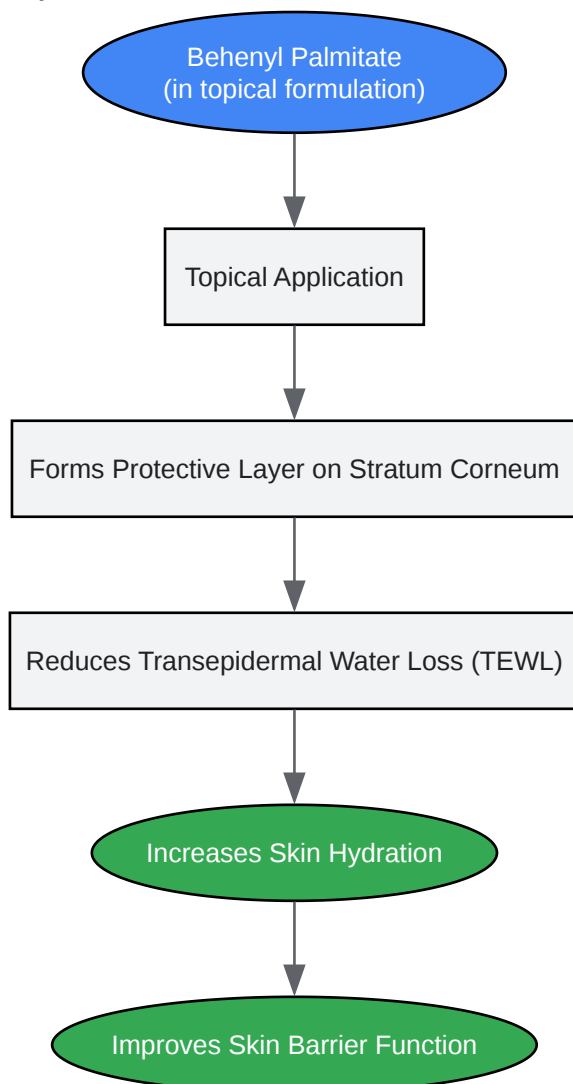 Behenyl Palmitate
(in topical formulation)
Topical Application
Forms Protective Layer on Stratum Corneum
Reduces Transepidermal Water Loss (TEWL)
Increases Skin Hydration
Improves Skin Barrier Function